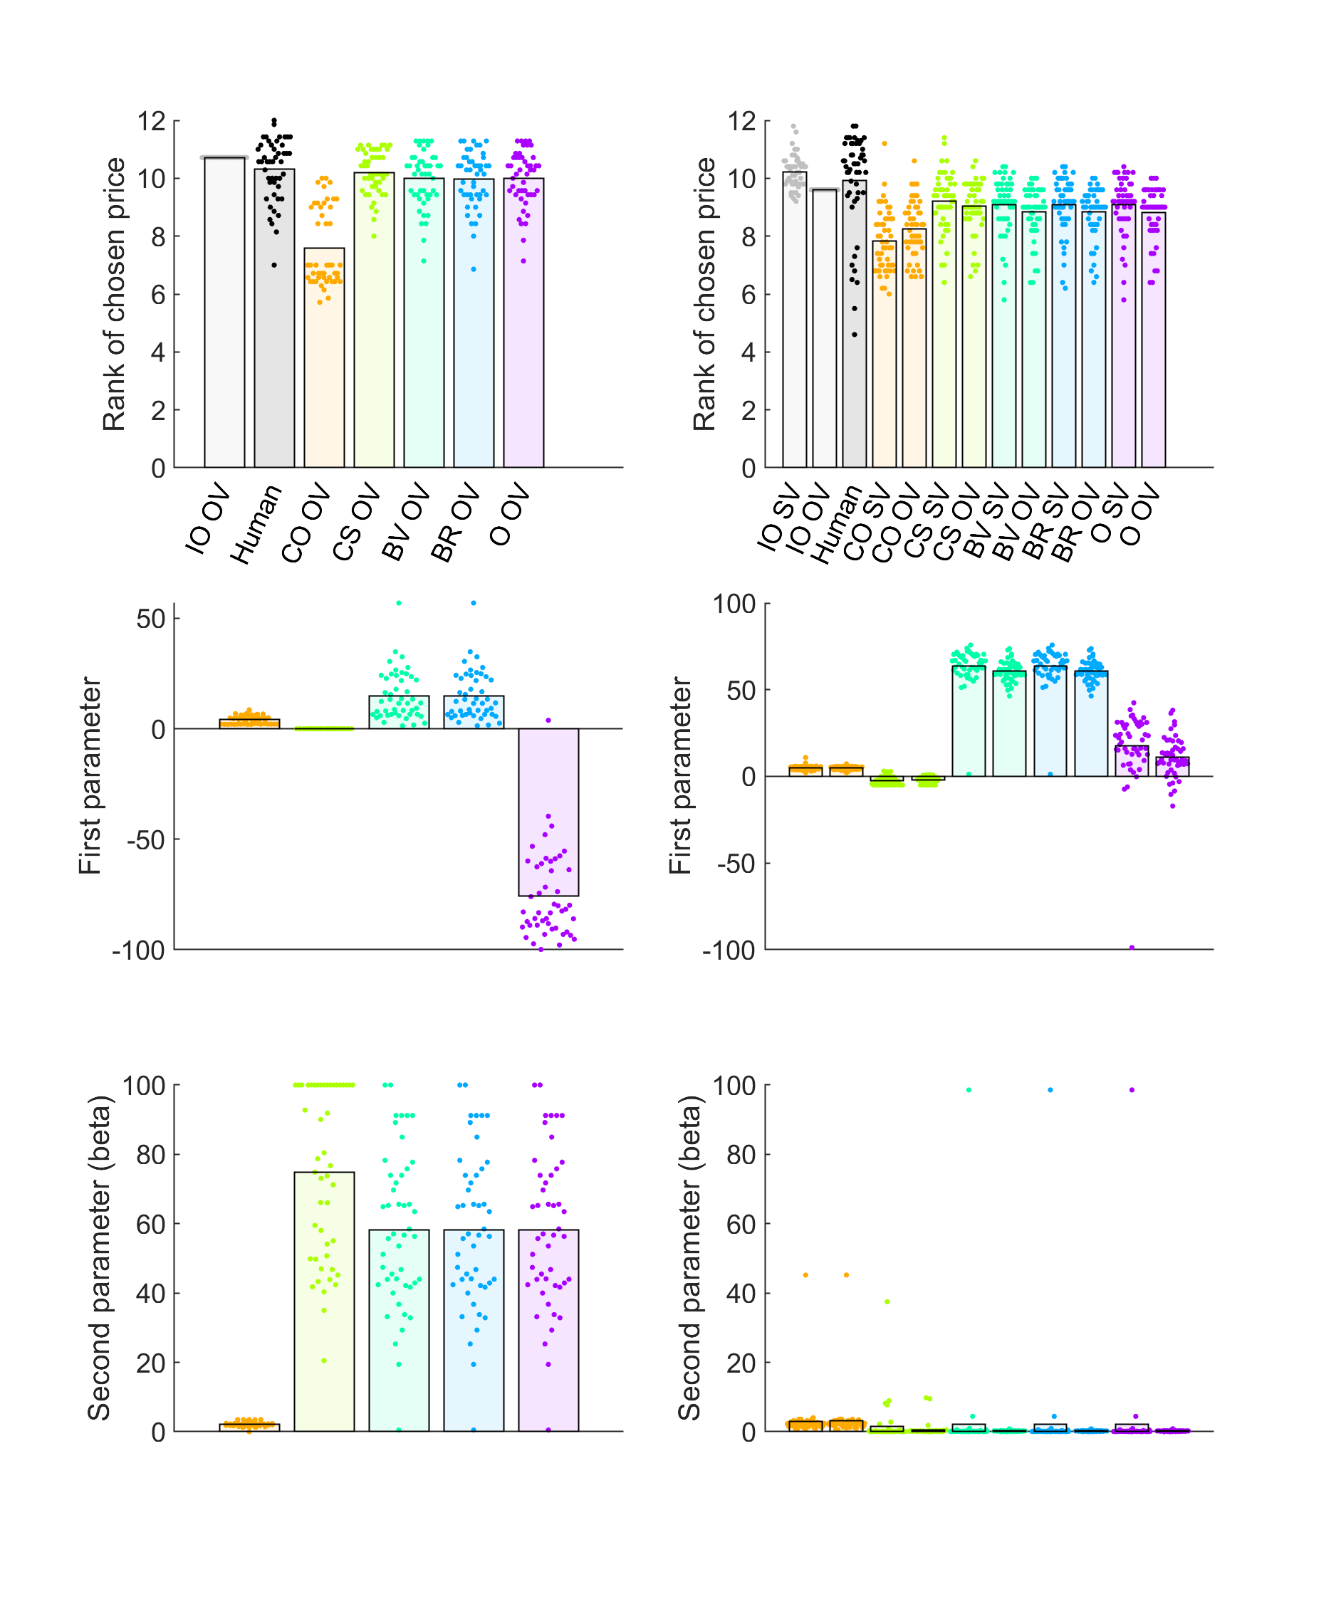 Rank of chosen price
12
10
8
6
4
2
0
IO OV
Human
CO OV
CS OV
BV OV
BR OV
O OV
Rank of chosen price
12
10
8
6
4
2
0
IO SV
IO OV
Human
CO SV
CO OV
CS SV
CS OV
BV SV
BV OV
BR SV
BR OV
O SV
O OV
First parameter
50
0
-50
-100
First parameter
100
50
0
-50
-100
Second parameter (beta)
100
80
60
40
20
0
Second parameter (beta)
100
80
60
40
20
0